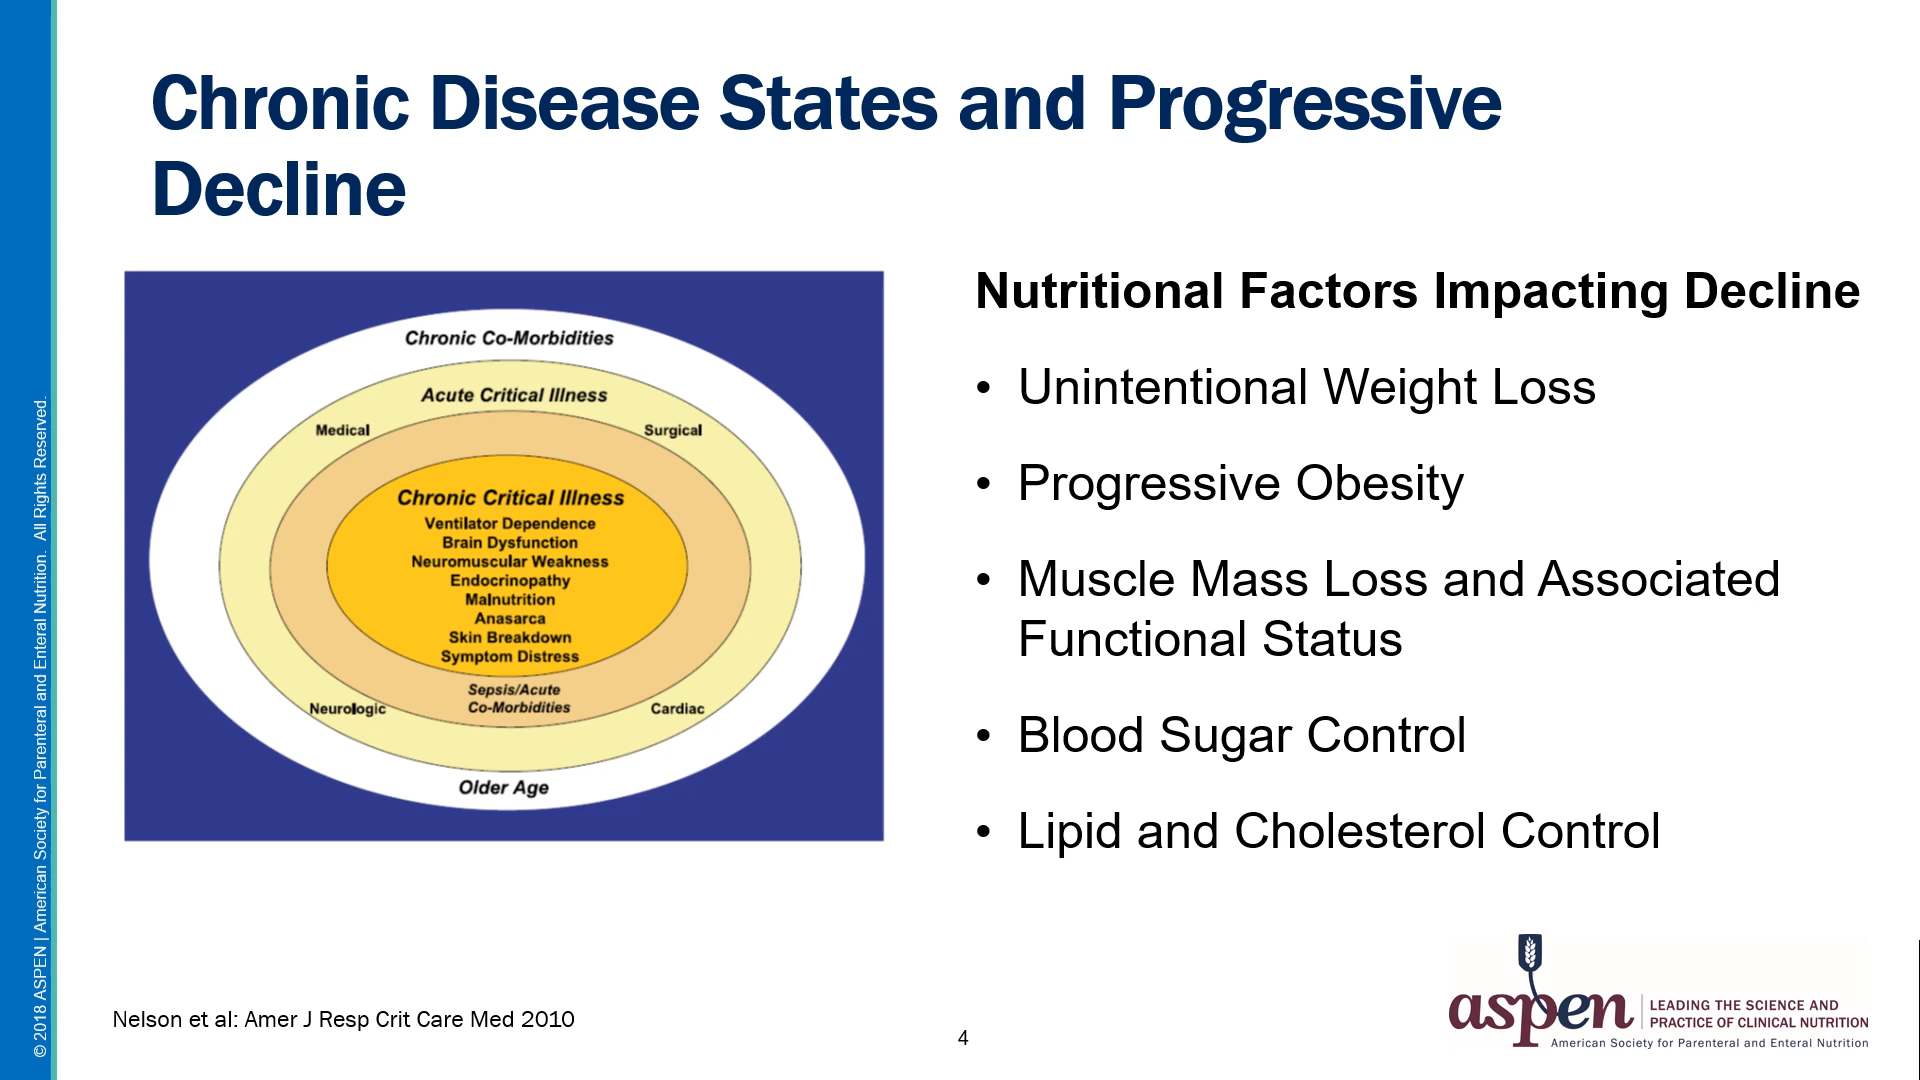 Chronic Disease States and Progressive
Decline
Chronic Co-Morbidities
Acute Critical Illness
Medical
Surgical
Chronic Critical Illness
Ventilator Dependence
Brain Dysfunction
Neuromuscular Weakness
Endocrinopathy
Malnutrition
Anasarca
Skin Breakdown
Symptom Distress
Sepsis/Acute
Co-Morbidities
Neurologic
Cardiac
Older Age
Nutritional Factors Impacting Decline
• Unintentional Weight Loss
• Progressive Obesity
• Muscle Mass Loss and Associated
Functional Status
• Blood Sugar Control
• Lipid and Cholesterol Control
Nelson et al: Amer J Resp Crit Care Med 2010
4
aspen
LEADING THE SCIENCE AND
PRACTICE OF CLINICAL NUTRITION
American Society for Parenteral and Enteral Nutrition
© 2018 ASPEN | American Society for Parenteral and Enteral Nutrition. All Rights Reserved.